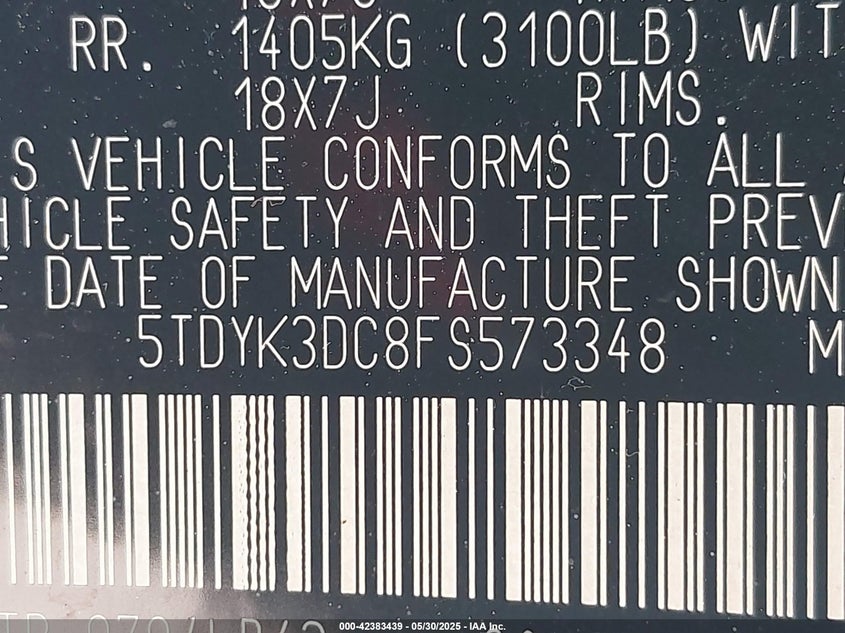 RR. 1405KG (3100LB) WIT
18X7J RIMS.
S VEHICLE CONFORMS TO ALL
HICLE SAFETY AND THEFT PREV
E DATE OF MANUFACTURE SHOWN
5TDYK3DC8FS573348 M
000-42383439 - 05/30/2025 - IAA Inc.